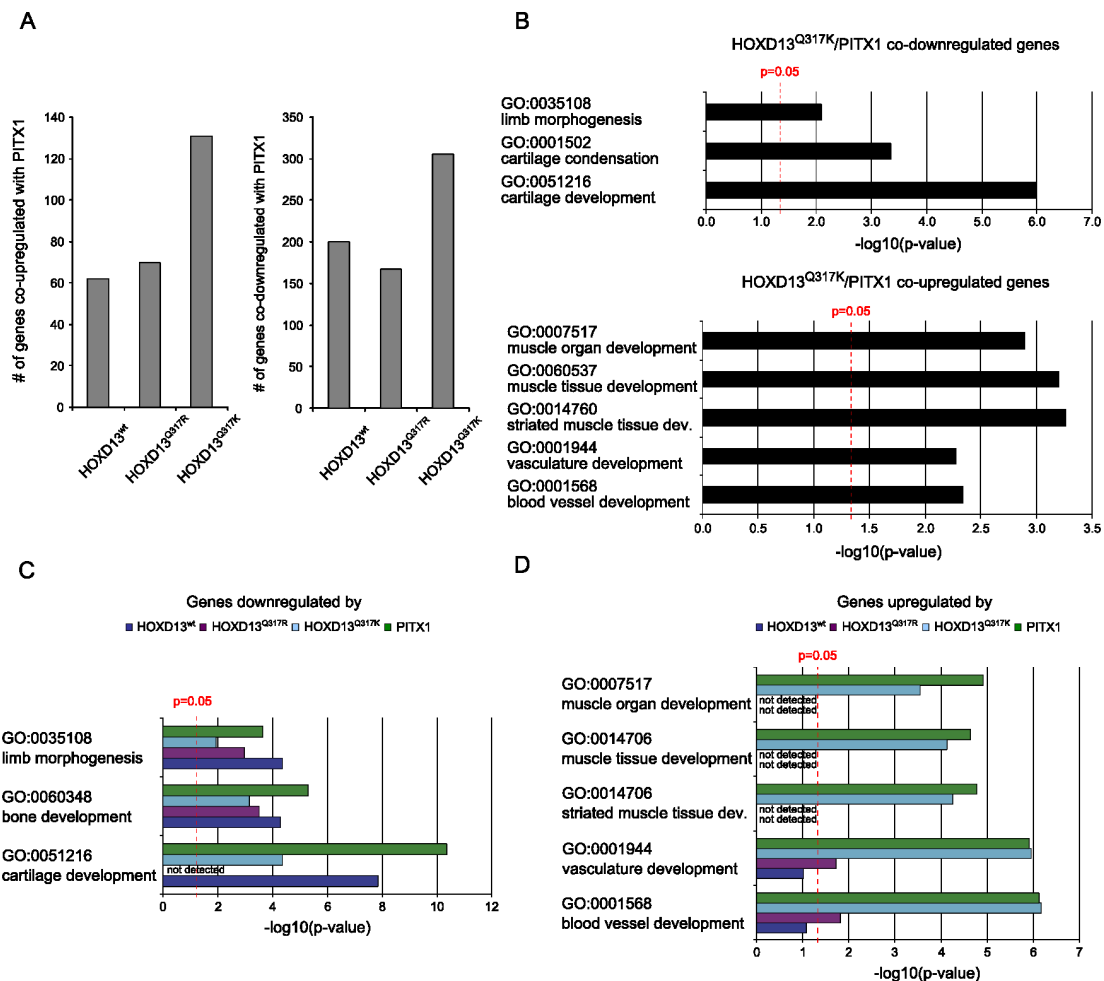 A
# of genes co-upregulated with PITX1
140
120
100
80
60
40
20
0
HOXD13wt
HOXD13Q317R
HOXD13Q317K
# of genes co-downregulated with PITX1
350
300
250
200
150
100
50
0
HOXD13wt
HOXD13Q317R
HOXD13Q317K
B
HOXD13Q317K/PITX1 co-downregulated genes
p=0.05
GO:0035108
limb morphogenesis
GO:0001502
cartilage condensation
GO:0051216
cartilage development
0.0 1.0 2.0 3.0 4.0 5.0 6.0 7.0
-log10(p-value)
HOXD13Q317K/PITX1 co-upregulated genes
p=0.05
GO:0007517
muscle organ development
GO:0060537
muscle tissue development
GO:0014760
striated muscle tissue dev.
GO:0001944
vasculature development
GO:0001568
blood vessel development
0.0 0.5 1.0 1.5 2.0 2.5 3.0 3.5
-log10(p-value)
C
Genes downregulated by
HOXD13wt HOXD13Q317R HOXD13Q317K PITX1
p=0.05
GO:0035108
limb morphogenesis
GO:0060348
bone development
GO:0051216
cartilage development
not detected
0 2 4 6 8 10 12
-log10(p-value)
D
Genes upregulated by
HOXD13wt HOXD13Q317R HOXD13Q317K PITX1
p=0.05
GO:0007517
muscle organ development
not detected
not detected
GO:0014706
muscle tissue development
not detected
not detected
GO:0014706
striated muscle tissue dev.
not detected
not detected
GO:0001944
vasculature development
GO:0001568
blood vessel development
0 1 2 3 4 5 6 7
-log10(p-value)